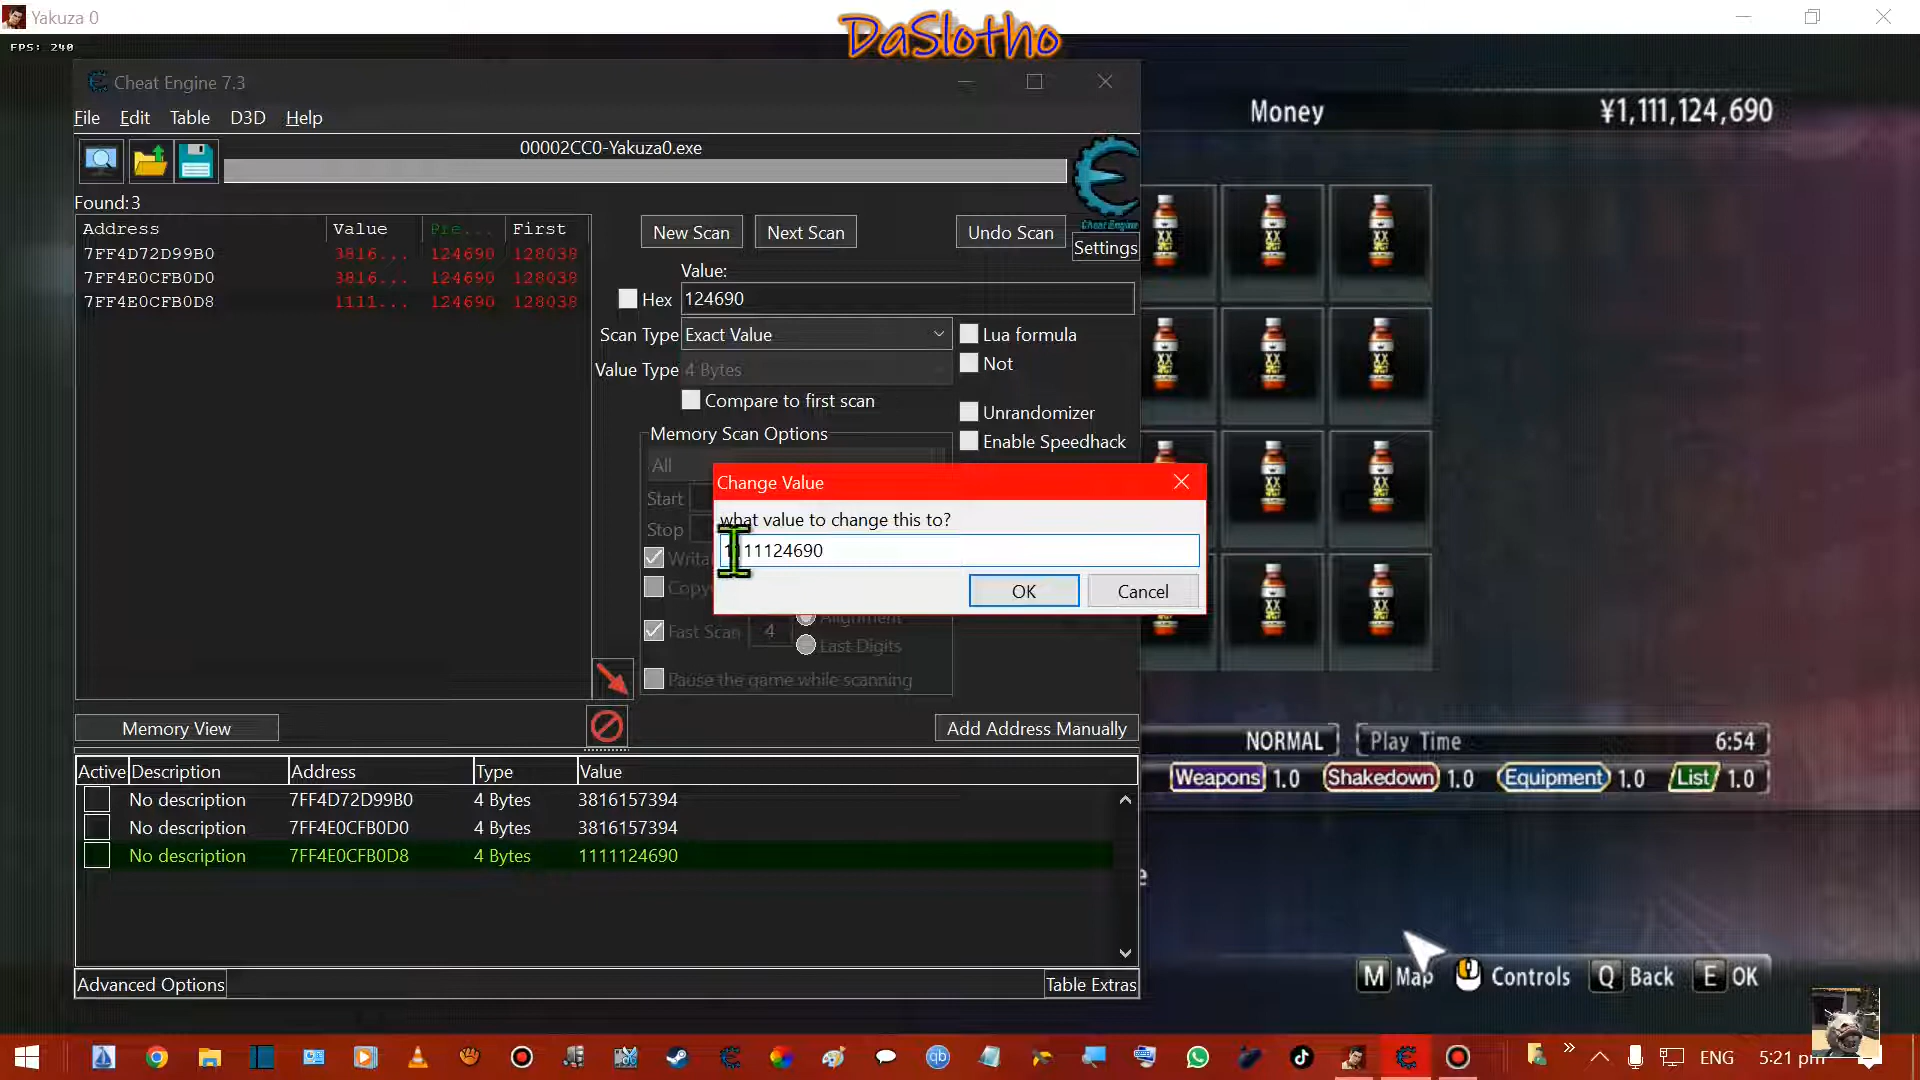 Yakuza 0
FPS: 240
DaSlotho
Cheat Engine 7.3
File Edit Table D3D Help
00002CC0-Yakuza0.exe
Cheat Engine
Settings
Found:3
Address Value Pre... First
7FF4D72D99B0 3816... 124690 128038
7FF4E0CFB0D0 3816... 124690 128038
7FF4E0CFB0D8 1111... 124690 128038
New Scan Next Scan Undo Scan
Value:
Hex 124690
Scan Type Exact Value
Value Type 4 Bytes
Compare to first scan
Lua formula
Not
Unrandomizer
Enable Speedhack
Memory Scan Options
All
Start
Stop
Fast Scan 4
Alignment
Last Digits
Pause the game while scanning
Change Value
what value to change this to?
1111124690
OK Cancel
Memory View
Add Address Manually
Active Description Address Type Value
No description 7FF4D72D99B0 4 Bytes 3816157394
No description 7FF4E0CFB0D0 4 Bytes 3816157394
No description 7FF4E0CFB0D8 4 Bytes 1111124690
Advanced Options
Table Extras
Money ¥1,111,124,690
NORMAL Play Time 6:54
Weapons 1.0 Shakedown 1.0 Equipment 1.0 List 1.0
M Map Controls Q Back E OK
ENG 5:21 pm